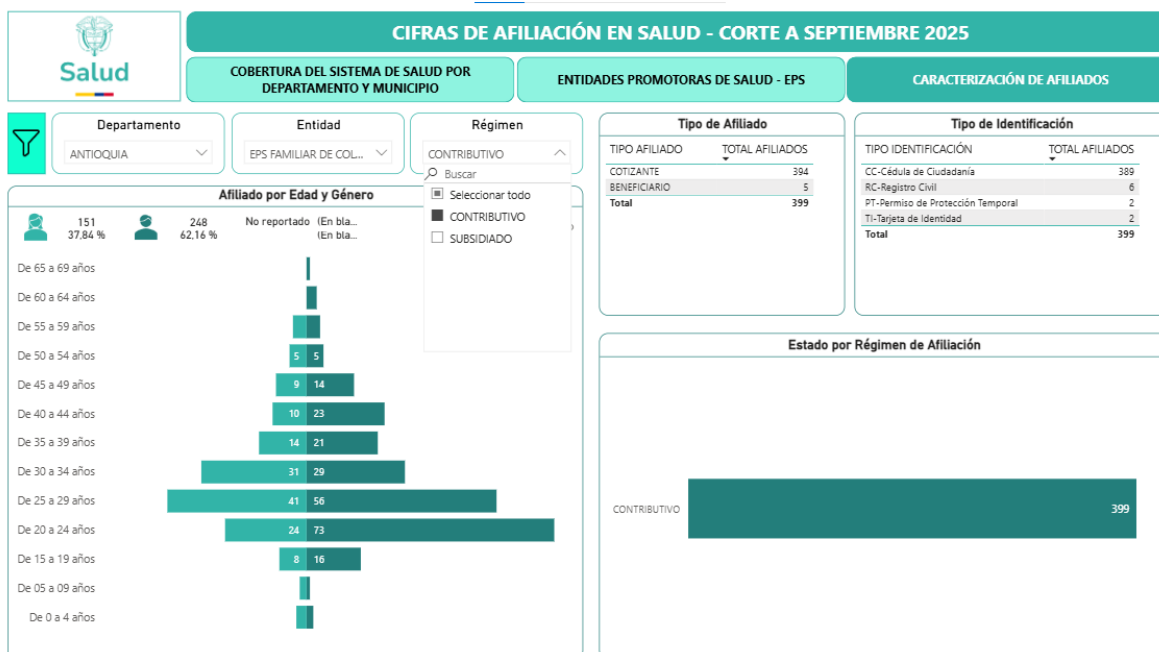 Salud
CIFRAS DE AFILIACIÓN EN SALUD - CORTE A SEPTIEMBRE 2025
COBERTURA DEL SISTEMA DE SALUD POR
DEPARTAMENTO Y MUNICIPIO
ENTIDADES PROMOTORAS DE SALUD - EPS
CARACTERIZACIÓN DE AFILIADOS
Departamento
ANTIOQUIA
Entidad
EPS FAMILIAR DE COL...
Régimen
CONTRIBUTIVO
Buscar
Seleccionar todo
CONTRIBUTIVO
SUBSIDIADO
Tipo de Afiliado
TIPO AFILIADO TOTAL AFILIADOS
COTIZANTE 394
BENEFICIARIO 5
Total 399
Tipo de Identificación
TIPO IDENTIFICACIÓN TOTAL AFILIADOS
CC-Cédula de Ciudadanía 389
RC-Registro Civil 6
PT-Permiso de Protección Temporal 2
TI-Tarjeta de Identidad 2
Total 399
Afiliado por Edad y Género
151
37,84 %
248
62,16 %
No reportado (En bla...
(En bla...
De 65 a 69 años
De 60 a 64 años
De 55 a 59 años
De 50 a 54 años 5 5
De 45 a 49 años 9 14
De 40 a 44 años 10 23
De 35 a 39 años 14 21
De 30 a 34 años 31 29
De 25 a 29 años 41 56
De 20 a 24 años 24 73
De 15 a 19 años 8 16
De 05 a 09 años
De 0 a 4 años
Estado por Régimen de Afiliación
CONTRIBUTIVO 399